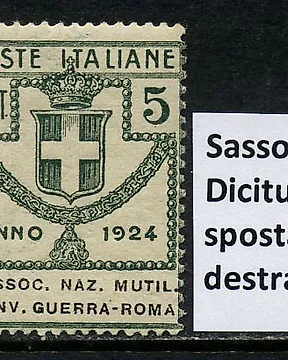 STE ITALIANE
T. 5
NNO 1924
SSOC. NAZ. MUTIL.
NV. GUERRA-ROMA
Sasso
Dicitu
sposta
destra